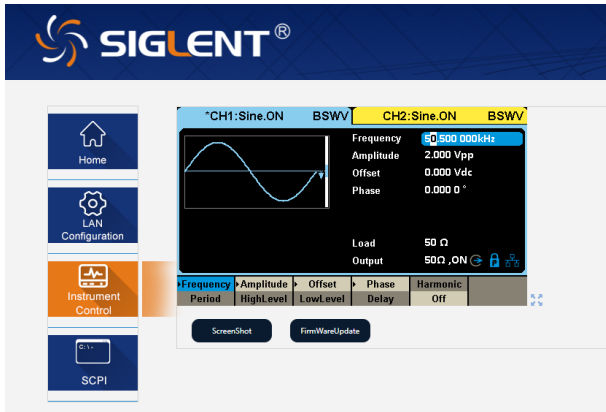 SIGLENT®
Home
LAN
Configuration
Instrument
Control
C:\.
SCPI
*CH1:Sine.ON BSWV CH2:Sine.ON BSWV
Frequency 50.500 000kHz
Amplitude 2.000 Vpp
Offset 0.000 Vdc
Phase 0.000 0 °
Load 50 Ω
Output 50Ω ,ON
Frequency Amplitude Offset Phase Harmonic
Period HighLevel LowLevel Delay Off
ScreenShot FirmWareUpdate